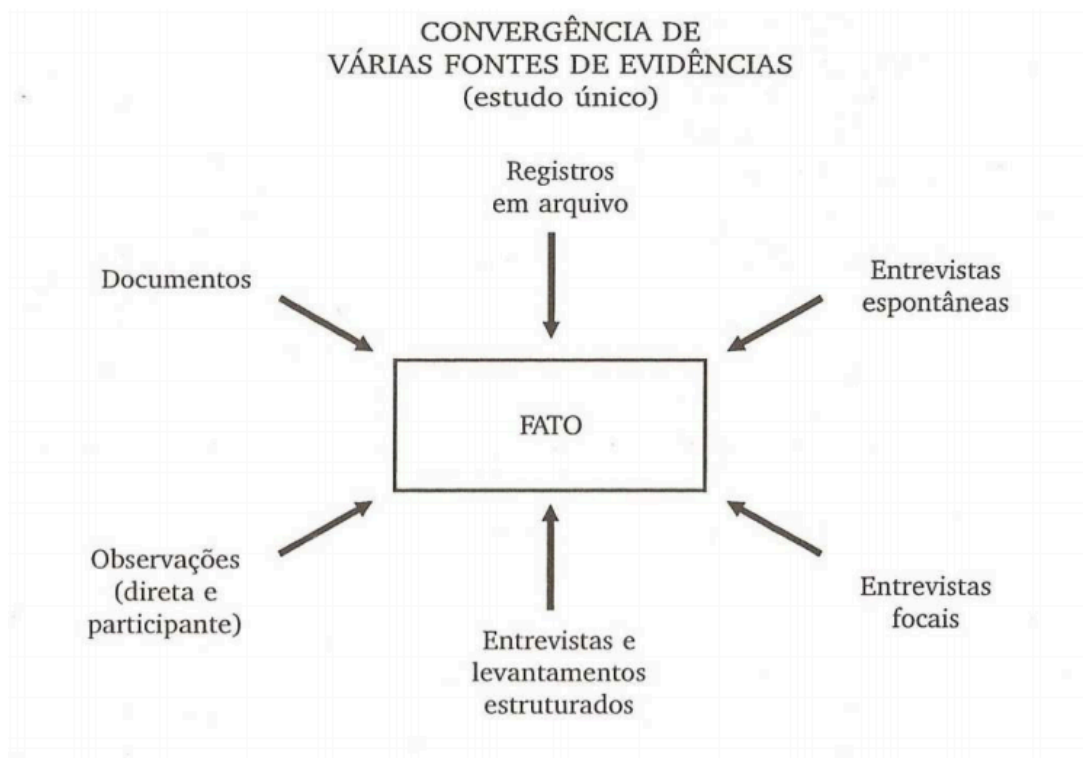 CONVERGÊNCIA DE
VÁRIAS FONTES DE EVIDÊNCIAS
(estudo único)
Registros
em arquivo
Documentos
Entrevistas
espontâneas
FATO
Observações
(direta e
participante)
Entrevistas e
levantamentos
estruturados
Entrevistas
focais